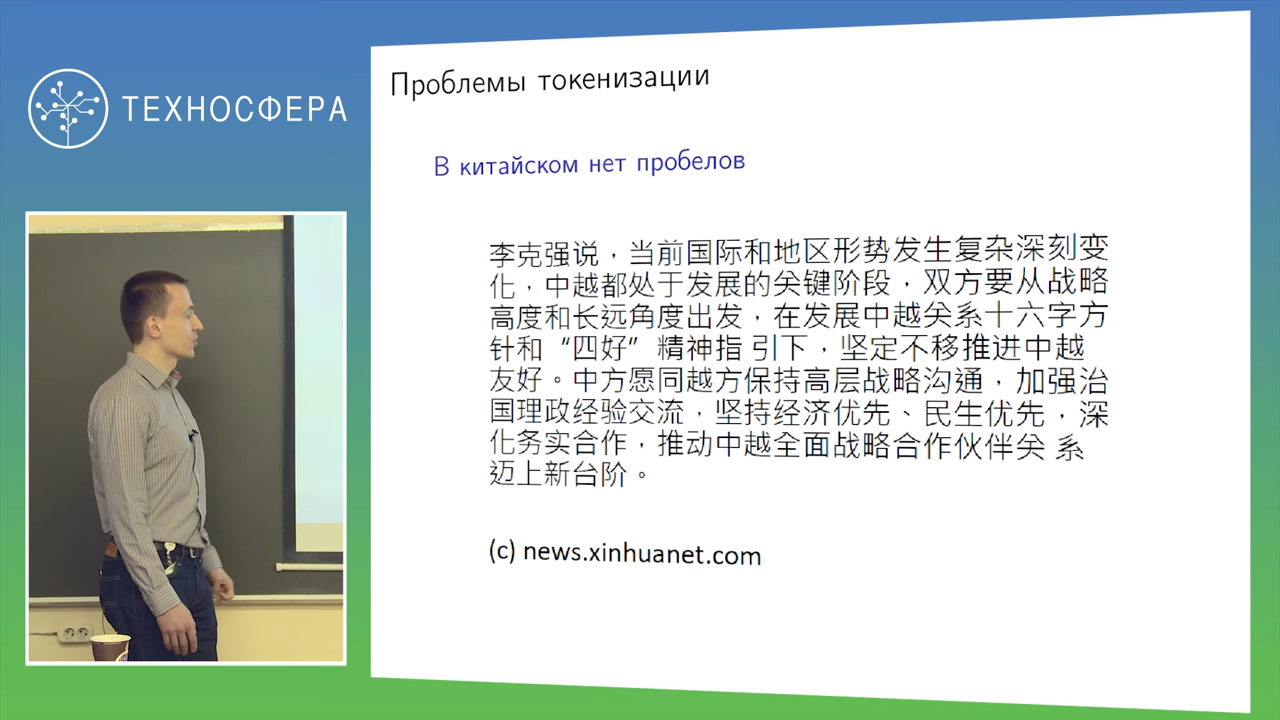 ТЕХНОСФЕРА
Проблемы токенизации
В китайском нет пробелов
李克强说，当前国际和地区形势发生复杂深刻变
化，中越都处于发展的关键阶段，双方要从战略
高度和长远角度出发，在发展中越关系十六字方
针和“四好”精神指 引下，坚定不移推进中越
友好。中方愿同越方保持高层战略沟通，加强治
国理政经验交流，坚持经济优先、民生优先，深
化务实合作，推动中越全面战略合作伙伴关 系
迈上新台阶。
(c) news.xinhuanet.com